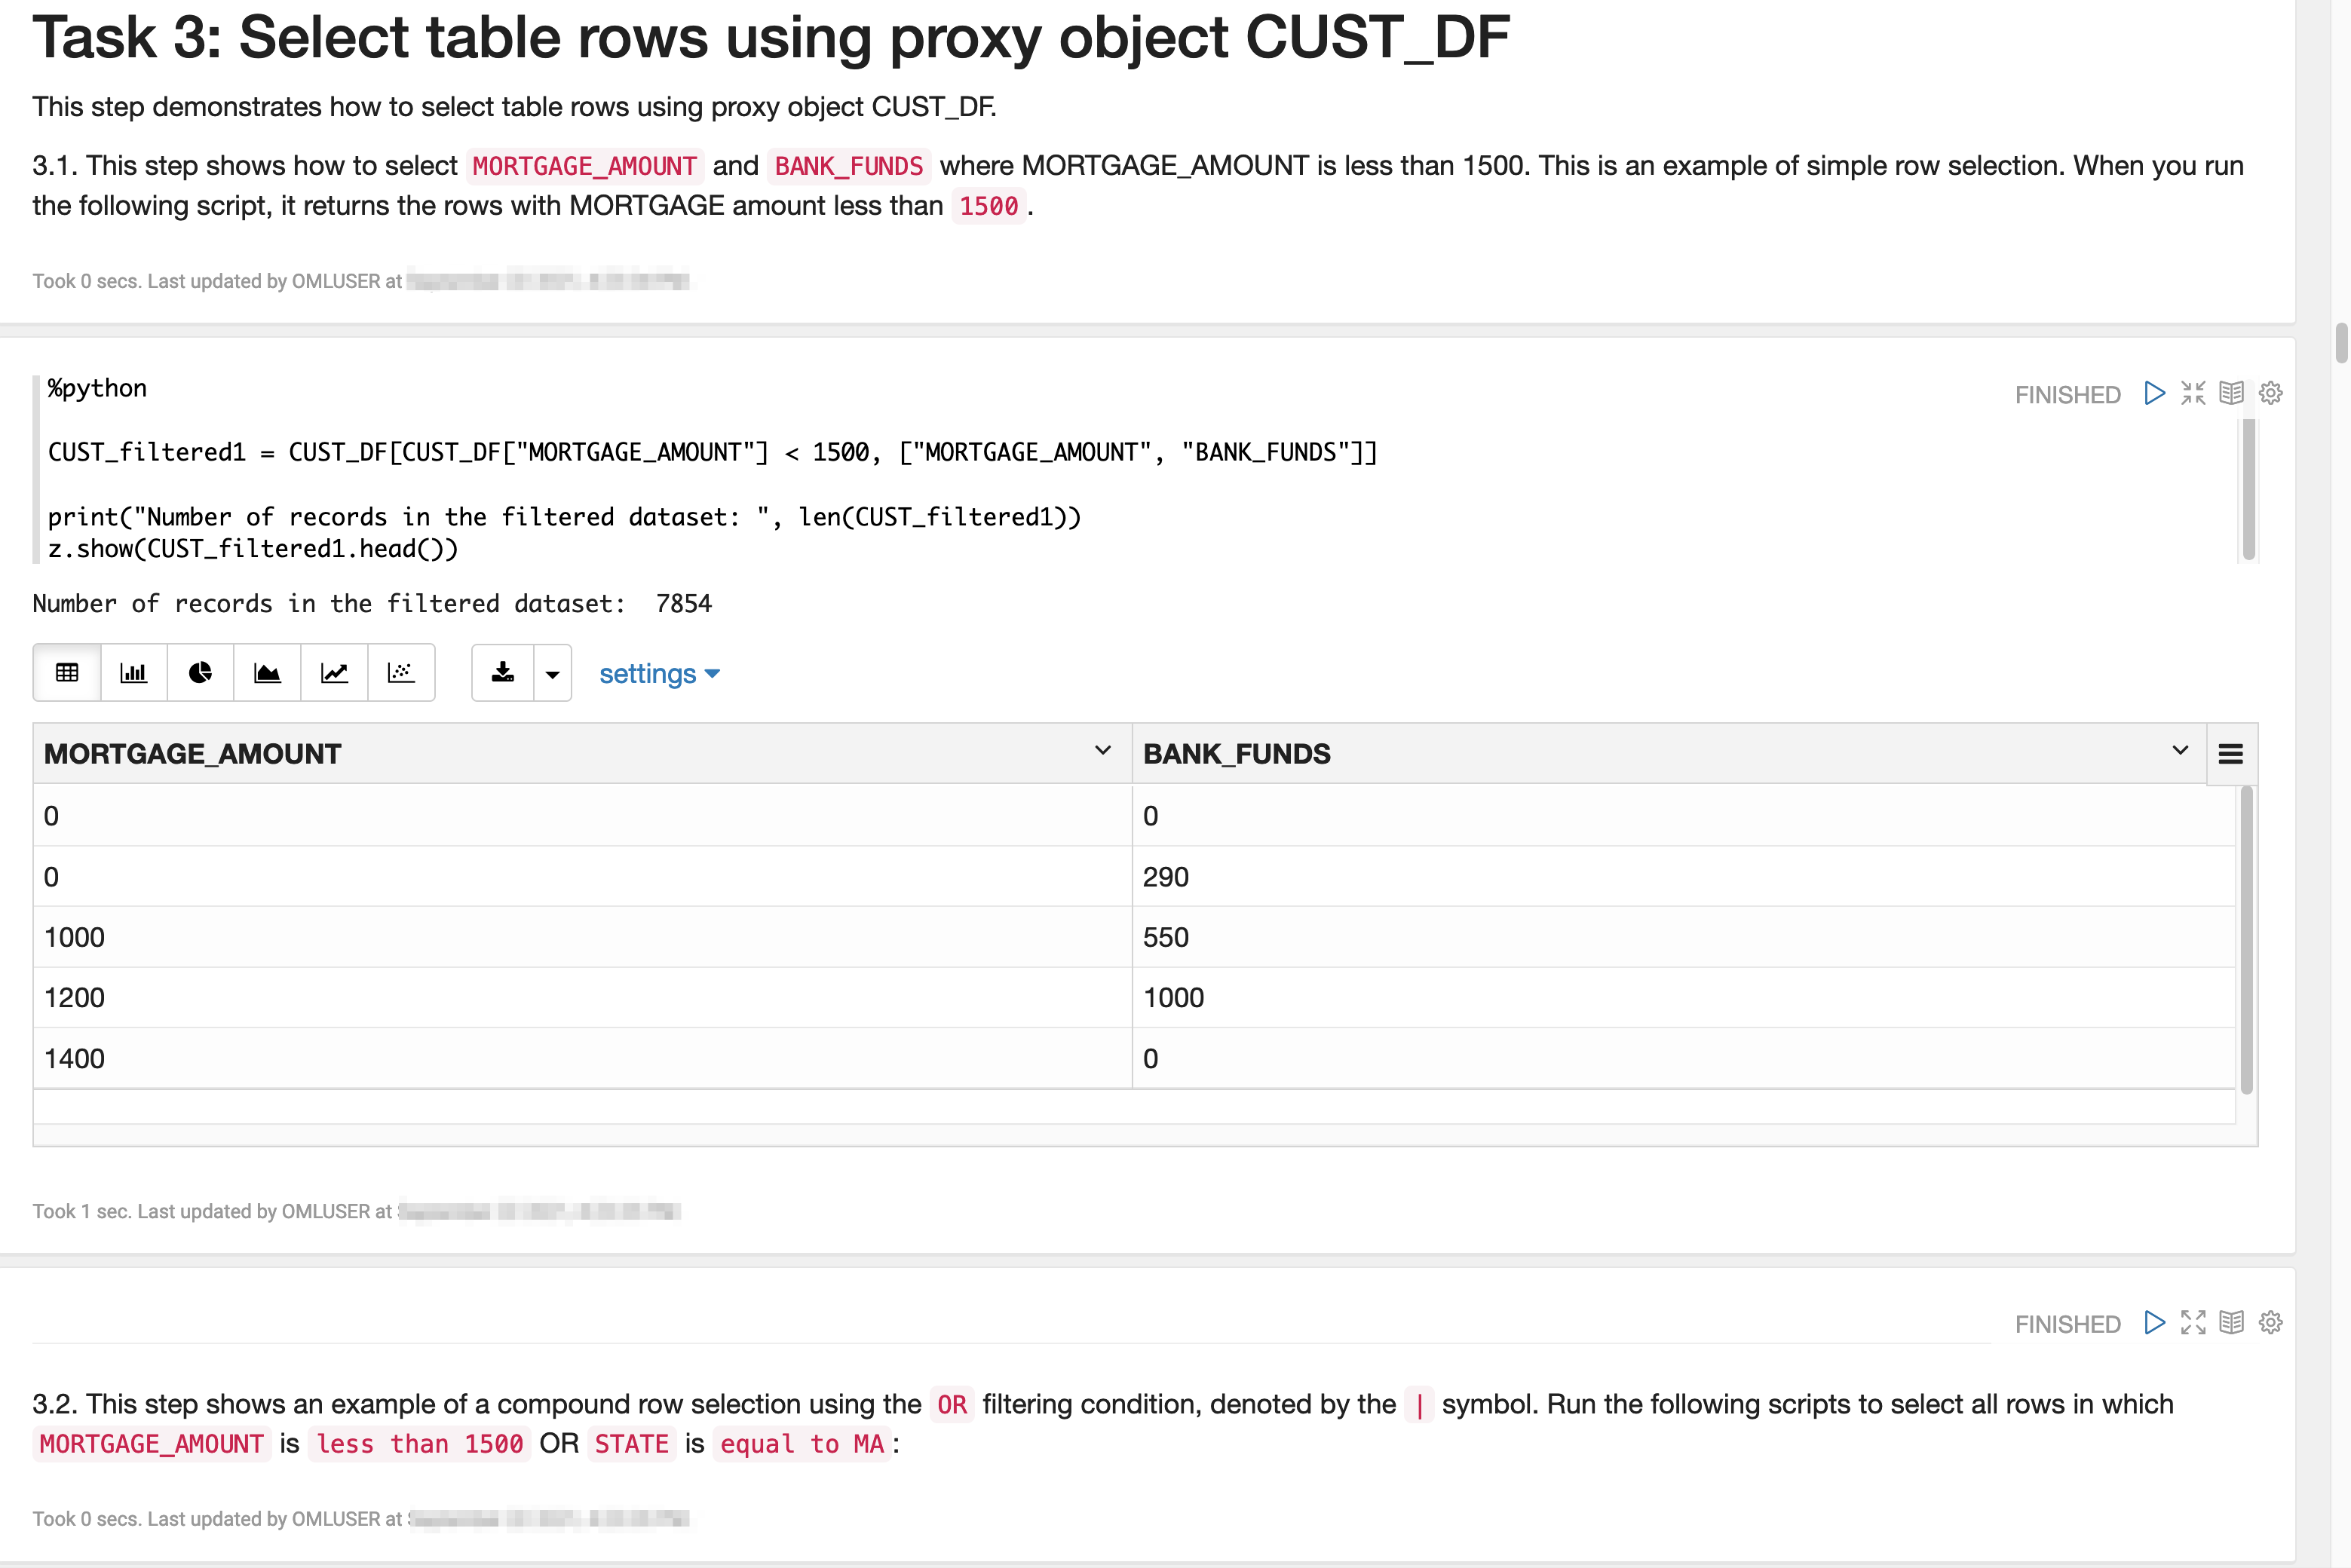 Task 3: Select table rows using proxy object CUST_DF
This step demonstrates how to select table rows using proxy object CUST_DF.
3.1. This step shows how to select MORTGAGE_AMOUNT and BANK_FUNDS where MORTGAGE_AMOUNT is less than 1500. This is an example of simple row selection. When you run
the following script, it returns the rows with MORTGAGE amount less than 1500.
Took 0 secs. Last updated by OMLUSER at
%python
FINISHED
CUST_filtered1 = CUST_DF[CUST_DF["MORTGAGE_AMOUNT"] < 1500, ["MORTGAGE_AMOUNT", "BANK_FUNDS"]]
print("Number of records in the filtered dataset: ", len(CUST_filtered1))
z.show(CUST_filtered1.head())
Number of records in the filtered dataset:  7854
settings
MORTGAGE_AMOUNT BANK_FUNDS
0 0
0 290
1000 550
1200 1000
1400 0
Took 1 sec. Last updated by OMLUSER at
FINISHED
3.2. This step shows an example of a compound row selection using the OR filtering condition, denoted by the | symbol. Run the following scripts to select all rows in which
MORTGAGE_AMOUNT is less than 1500 OR STATE is equal to MA:
Took 0 secs. Last updated by OMLUSER at